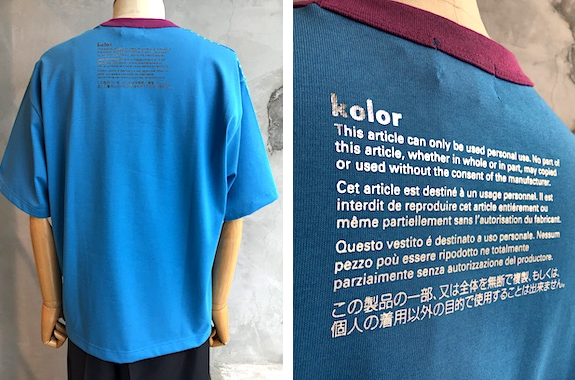 kolor
kolor
This article can only be used personal use. No part of
this article, whether in whole or in part, may copied
or used without the consent of the manufacturer.
Cet article est destiné à un usage personnel. Il est
interdit de reproduire cet article entiérement ou
même partiellement sans l'autorisation du fabricant.
Questo vestito é destinato a uso personale. Nessum
pezzo poù essere ripodotto ne totalmente
parziaimente senza autorizzazione del productore.
この製品の一部、又は全体を無断で複製、もしくは、
個人の着用以外の目的で使用することは出来ません。